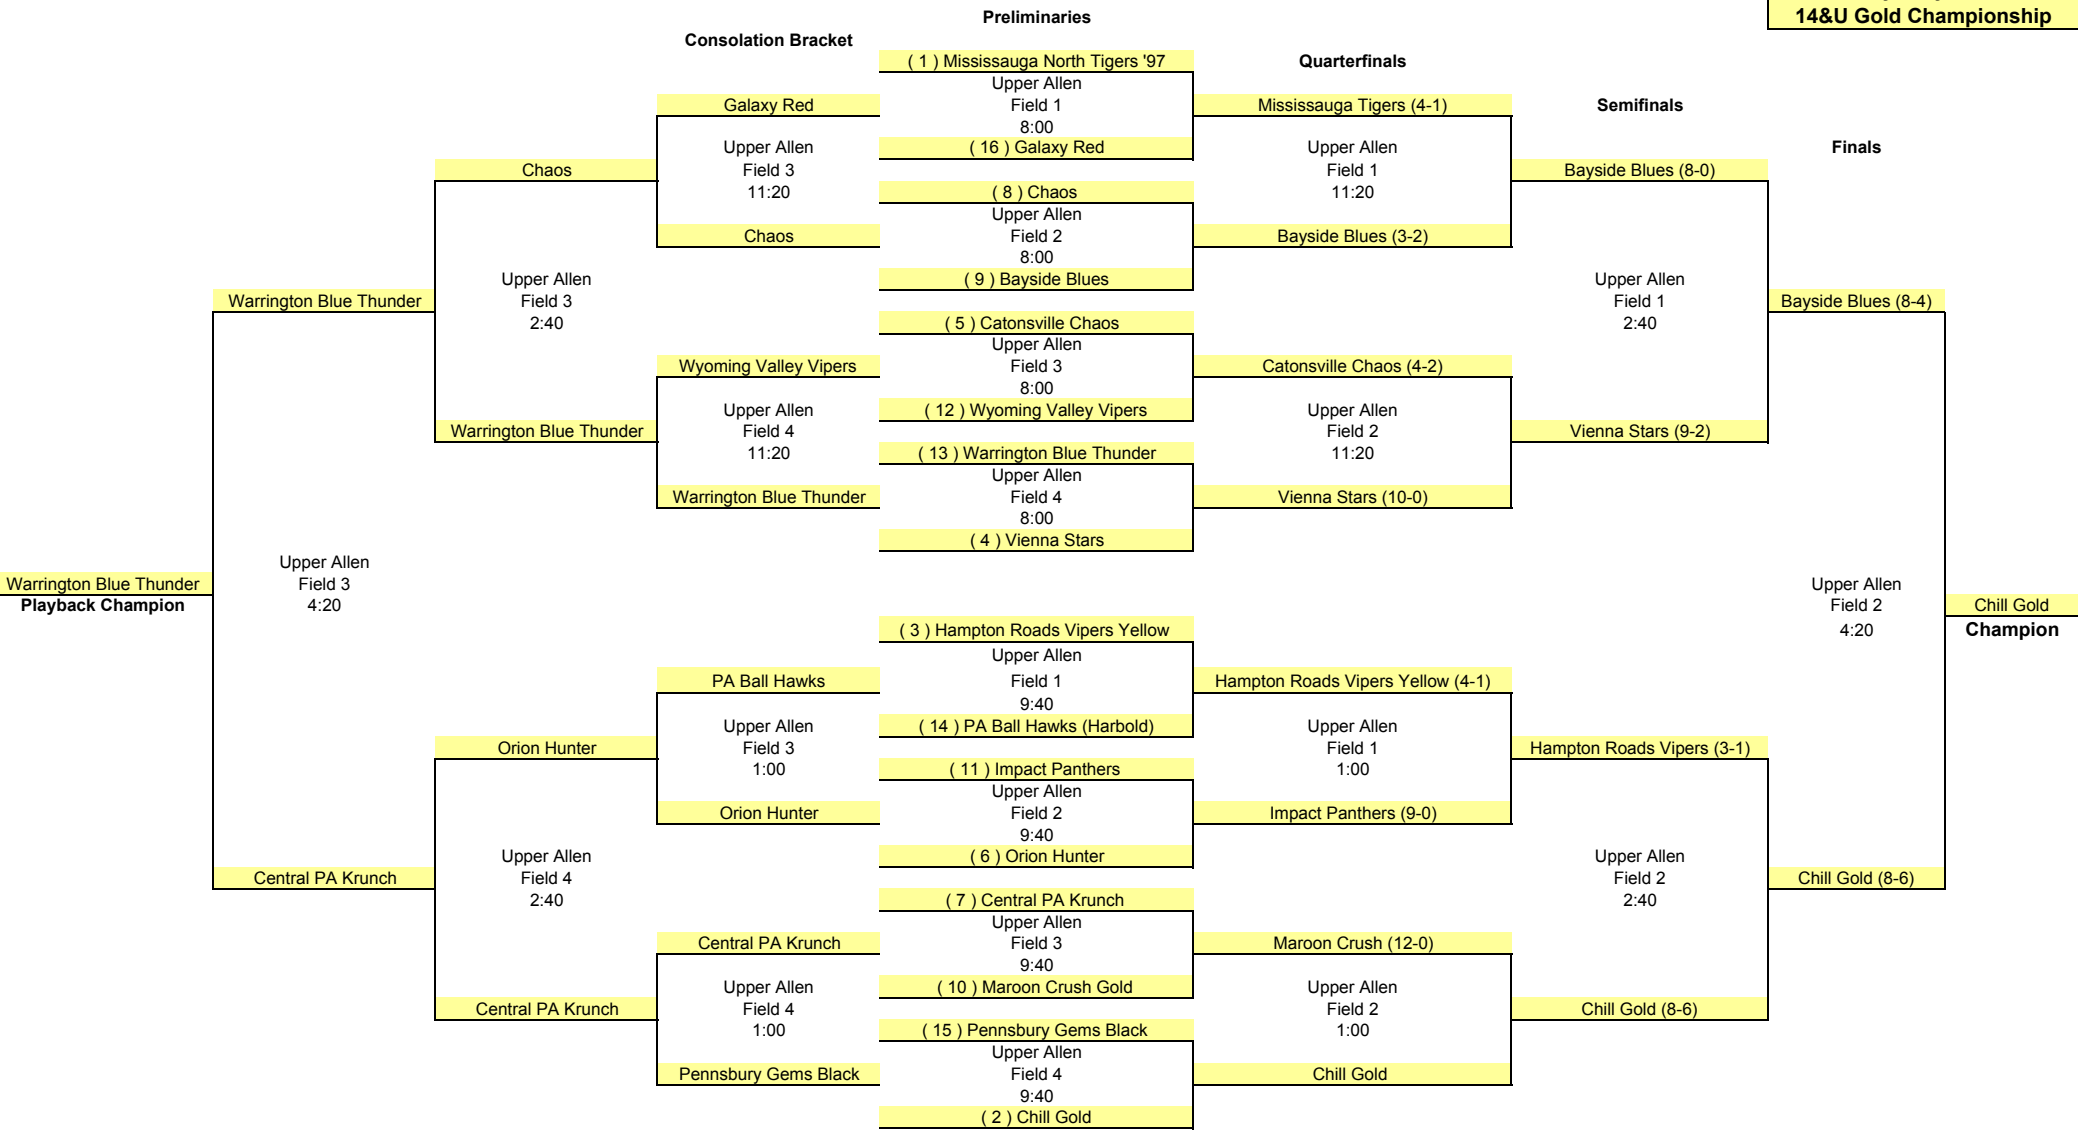 Preliminaries
14&U Gold Championship
Consolation Bracket
( 1 ) Mississauga North Tigers '97
Quarterfinals
Upper Allen
Galaxy Red
Field 1
Mississauga Tigers (4-1)
Semifinals
8:00
Upper Allen
( 16 ) Galaxy Red
Upper Allen
Finals
Chaos
Field 3
Field 1
Bayside Blues (8-0)
11:20
( 8 ) Chaos
11:20
Upper Allen
Chaos
Field 2
Bayside Blues (3-2)
8:00
Upper Allen
( 9 ) Bayside Blues
Upper Allen
Warrington Blue Thunder
Field 3
Field 1
Bayside Blues (8-4)
2:40
( 5 ) Catonsville Chaos
2:40
Upper Allen
Wyoming Valley Vipers
Field 3
Catonsville Chaos (4-2)
8:00
Upper Allen
( 12 ) Wyoming Valley Vipers
Upper Allen
Warrington Blue Thunder
Field 4
Field 2
Vienna Stars (9-2)
11:20
( 13 ) Warrington Blue Thunder
11:20
Upper Allen
Warrington Blue Thunder
Field 4
Vienna Stars (10-0)
8:00
( 4 ) Vienna Stars
Upper Allen
Warrington Blue Thunder
Field 3
Upper Allen
Playback Champion
4:20
Field 2
Chill Gold
( 3 ) Hampton Roads Vipers Yellow
4:20
Champion
Upper Allen
PA Ball Hawks
Field 1
Hampton Roads Vipers Yellow (4-1)
9:40
Upper Allen
( 14 ) PA Ball Hawks (Harbold)
Upper Allen
Orion Hunter
Field 3
Field 1
Hampton Roads Vipers (3-1)
1:00
( 11 ) Impact Panthers
1:00
Upper Allen
Orion Hunter
Field 2
Impact Panthers (9-0)
9:40
Upper Allen
( 6 ) Orion Hunter
Upper Allen
Central PA Krunch
Field 4
Field 2
Chill Gold (8-6)
2:40
( 7 ) Central PA Krunch
2:40
Upper Allen
Central PA Krunch
Field 3
Maroon Crush (12-0)
9:40
Upper Allen
( 10 ) Maroon Crush Gold
Upper Allen
Central PA Krunch
Field 4
Field 2
Chill Gold (8-6)
1:00
( 15 ) Pennsbury Gems Black
1:00
Upper Allen
Pennsbury Gems Black
Field 4
Chill Gold
9:40
( 2 ) Chill Gold